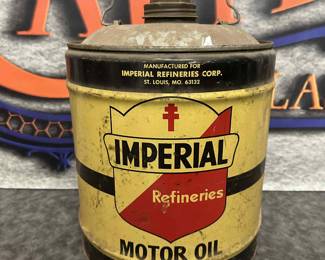 MANUFACTURED FOR
IMPERIAL REFINERIES CORP.
ST. LOUIS, MO. 63132
IMPERIAL
Refineries
MOTOR OIL